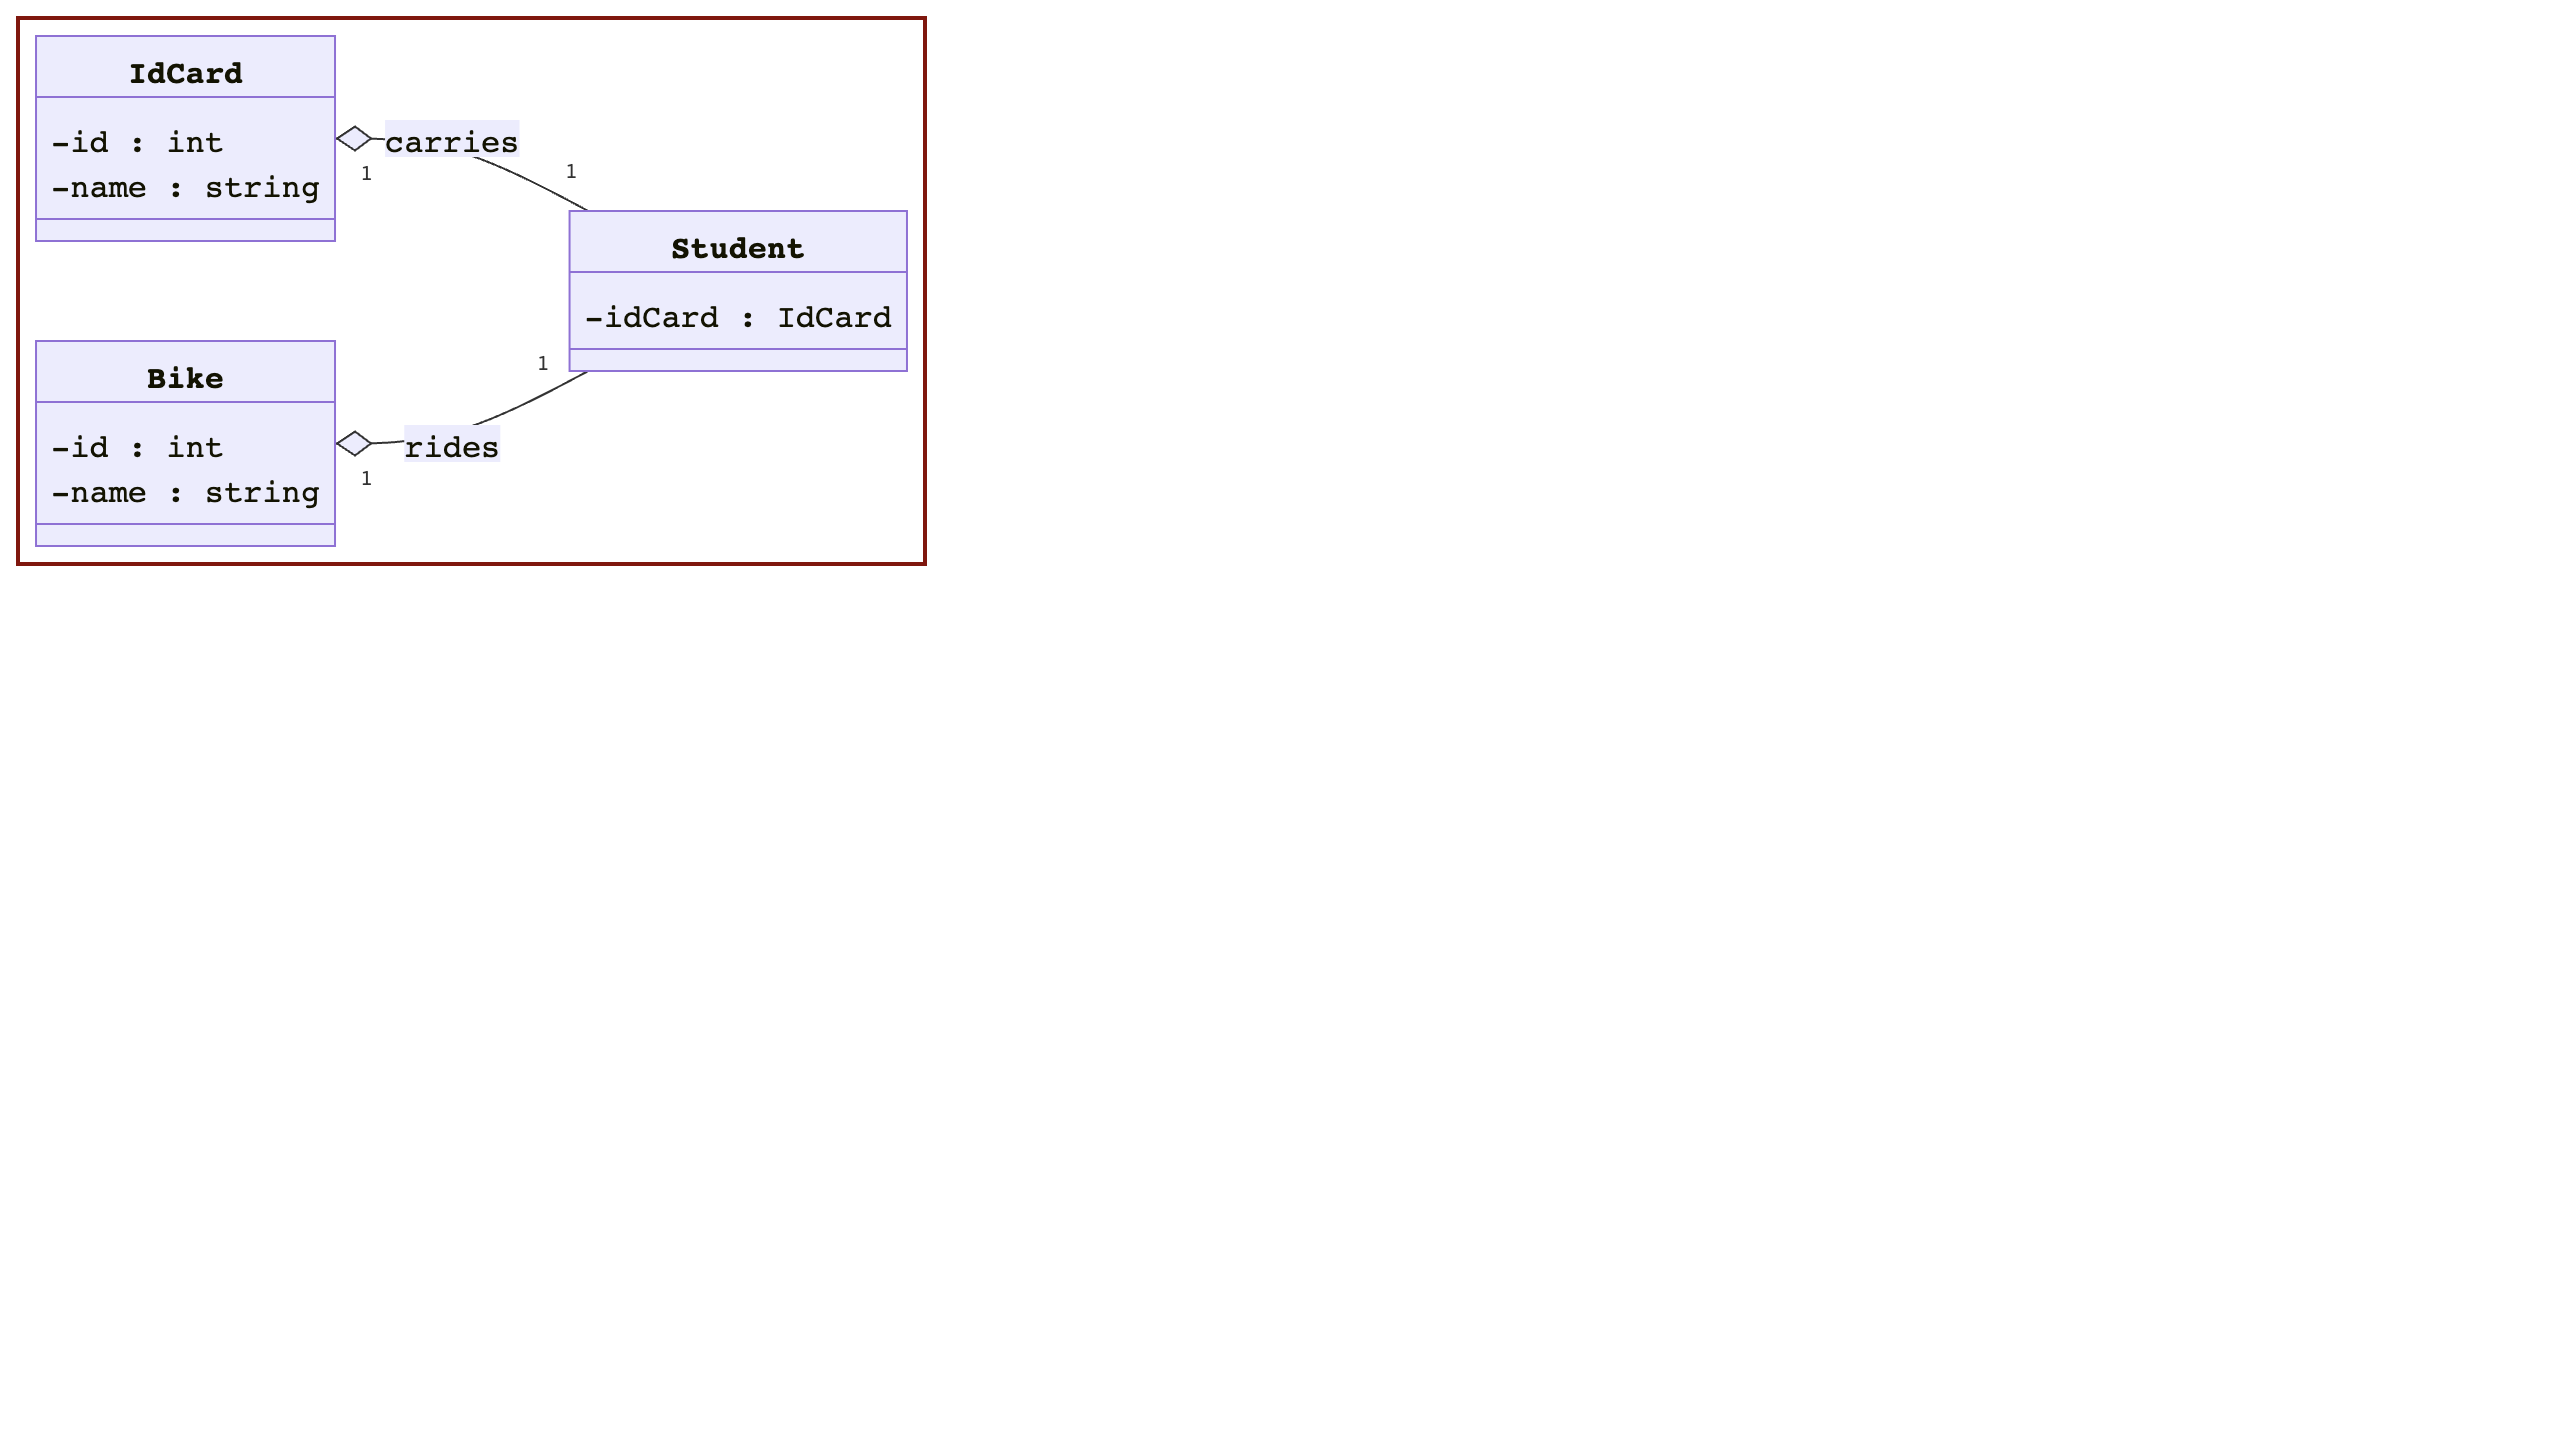 IdCard
-id : int
-name : string
carries
1
1
Student
-idCard : IdCard
Bike
-id : int
-name : string
1
rides
1